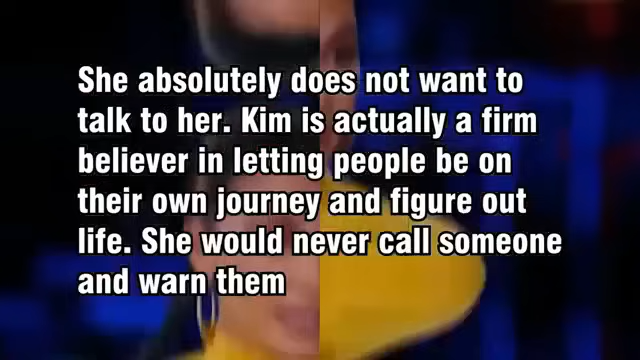 She absolutely does not want to
talk to her. Kim is actually a firm
believer in letting people be on
their own journey and figure out
life. She would never call someone
and warn them